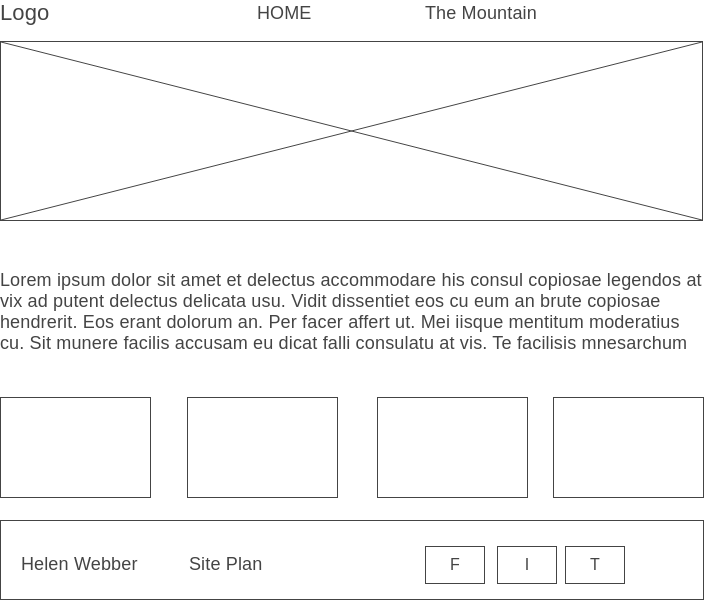 Logo
HOME
The Mountain
Lorem ipsum dolor sit amet et delectus accommodare his consul copiosae legendos at
vix ad putent delectus delicata usu. Vidit dissentiet eos cu eum an brute copiosae
hendrerit. Eos erant dolorum an. Per facer affert ut. Mei iisque mentitum moderatius
cu. Sit munere facilis accusam eu dicat falli consulatu at vis. Te facilisis mnesarchum
Helen Webber
Site Plan
F
I
T